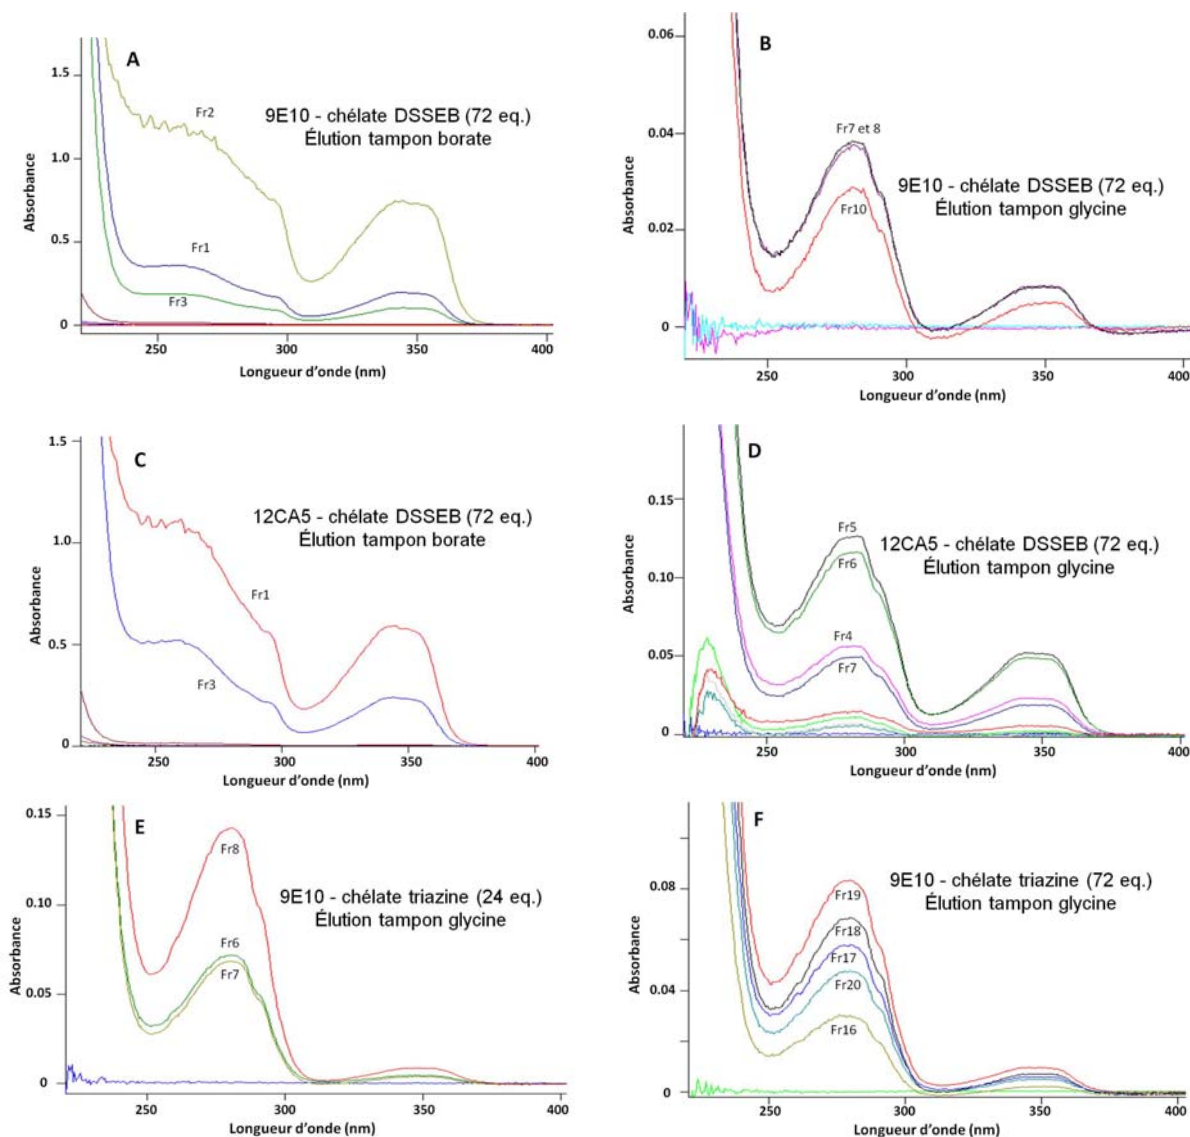 A
1.5
1.0
0.5
0
Absorbance
Fr2
Fr1
Fr3
9E10 - chélate DSSEB (72 eq.)
Élution tampon borate
250
300
350
400
Longueur d’onde (nm)
B
0.06
0.04
0.02
0
Absorbance
Fr7 et 8
Fr10
9E10 - chélate DSSEB (72 eq.)
Élution tampon glycine
250
300
350
400
Longueur d’onde (nm)
C
1.5
1.0
0.5
0
Absorbance
Fr1
Fr3
12CA5 - chélate DSSEB (72 eq.)
Élution tampon borate
250
300
350
400
Longueur d’onde (nm)
D
0.15
0.10
0.05
0
Absorbance
Fr5
Fr6
Fr4
Fr7
12CA5 - chélate DSSEB (72 eq.)
Élution tampon glycine
250
300
350
400
Longueur d’onde (nm)
E
0.15
0.10
0.05
0
Absorbance
Fr8
Fr6
Fr7
9E10 - chélate triazine (24 eq.)
Élution tampon glycine
250
300
350
400
Longueur d’onde (nm)
F
0.08
0.04
0
Absorbance
Fr19
Fr18
Fr17
Fr20
Fr16
9E10 - chélate triazine (72 eq.)
Élution tampon glycine
250
300
350
400
Longueur d’onde (nm)